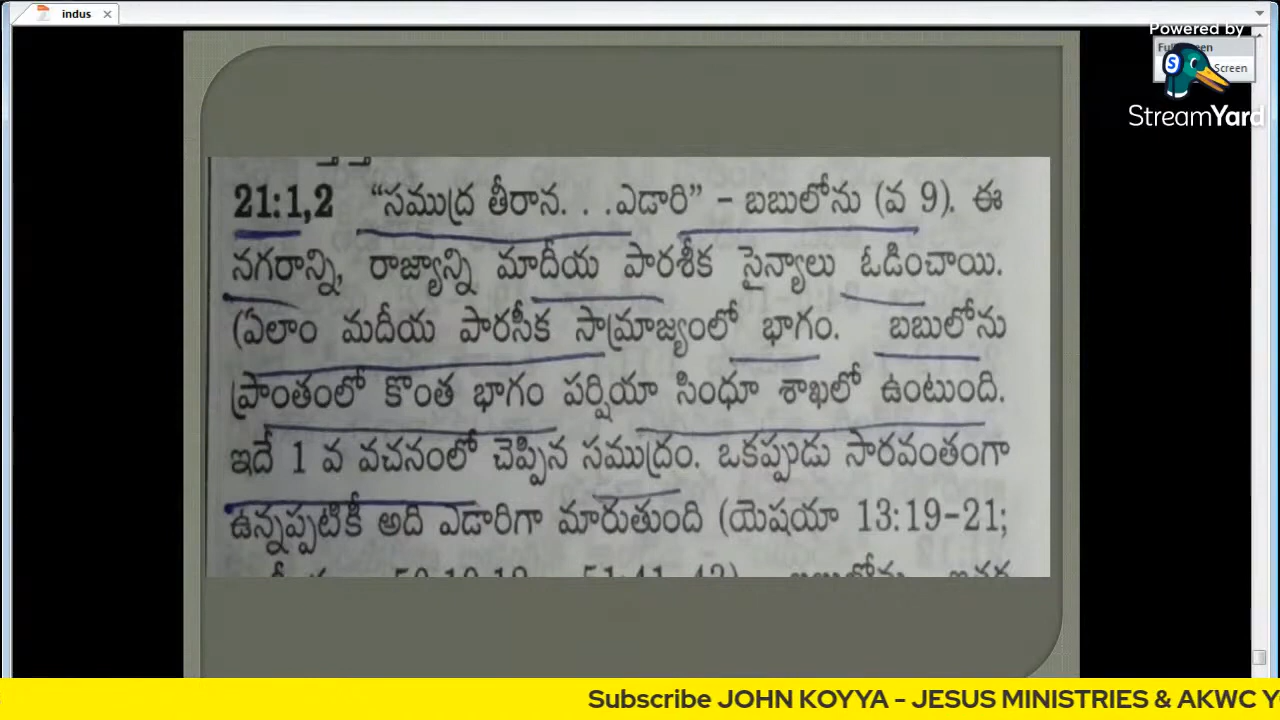 indus
Powered by
Screen
StreamYard
21:1,2 “సముద్ర తీరాన. . .ఎడారి” – బబులోను (వ 9). ఈ
నగరాన్ని, రాజ్యాన్ని మాదీయ పారశీక సైన్యాలు ఓడించాయి.
(ఏలాం మదీయ పారసీక సామ్రాజ్యంలో భాగం. బబులోను
ప్రాంతంలో కొంత భాగం పర్షియా సింధూ శాఖలో ఉంటుంది.
ఇదే 1 వ వచనంలో చెప్పిన సముద్రం. ఒకప్పుడు సారవంతంగా
ఉన్నప్పటికీ అది ఎడారిగా మారుతుంది (యెషయా 13:19-21;
Subscribe JOHN KOYYA - JESUS MINISTRIES & AKWC Y